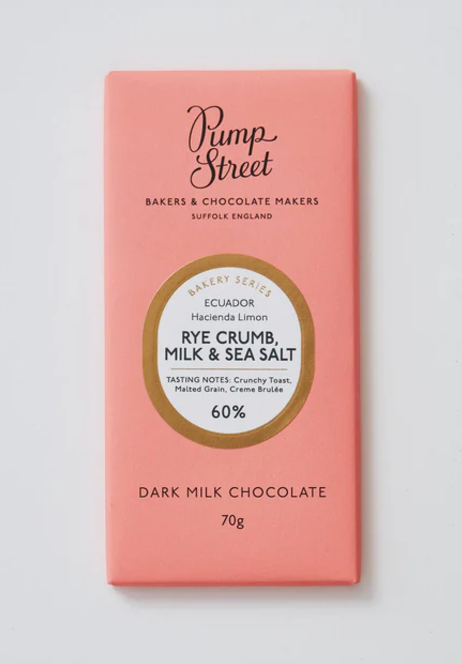 Pump
Street
BAKERS & CHOCOLATE MAKERS
SUFFOLK ENGLAND
BAKERY SERIES
ECUADOR
Hacienda Limon
RYE CRUMB,
MILK & SEA SALT
TASTING NOTES: Crunchy Toast,
Malted Grain, Creme Brulée
60%
DARK MILK CHOCOLATE
70g